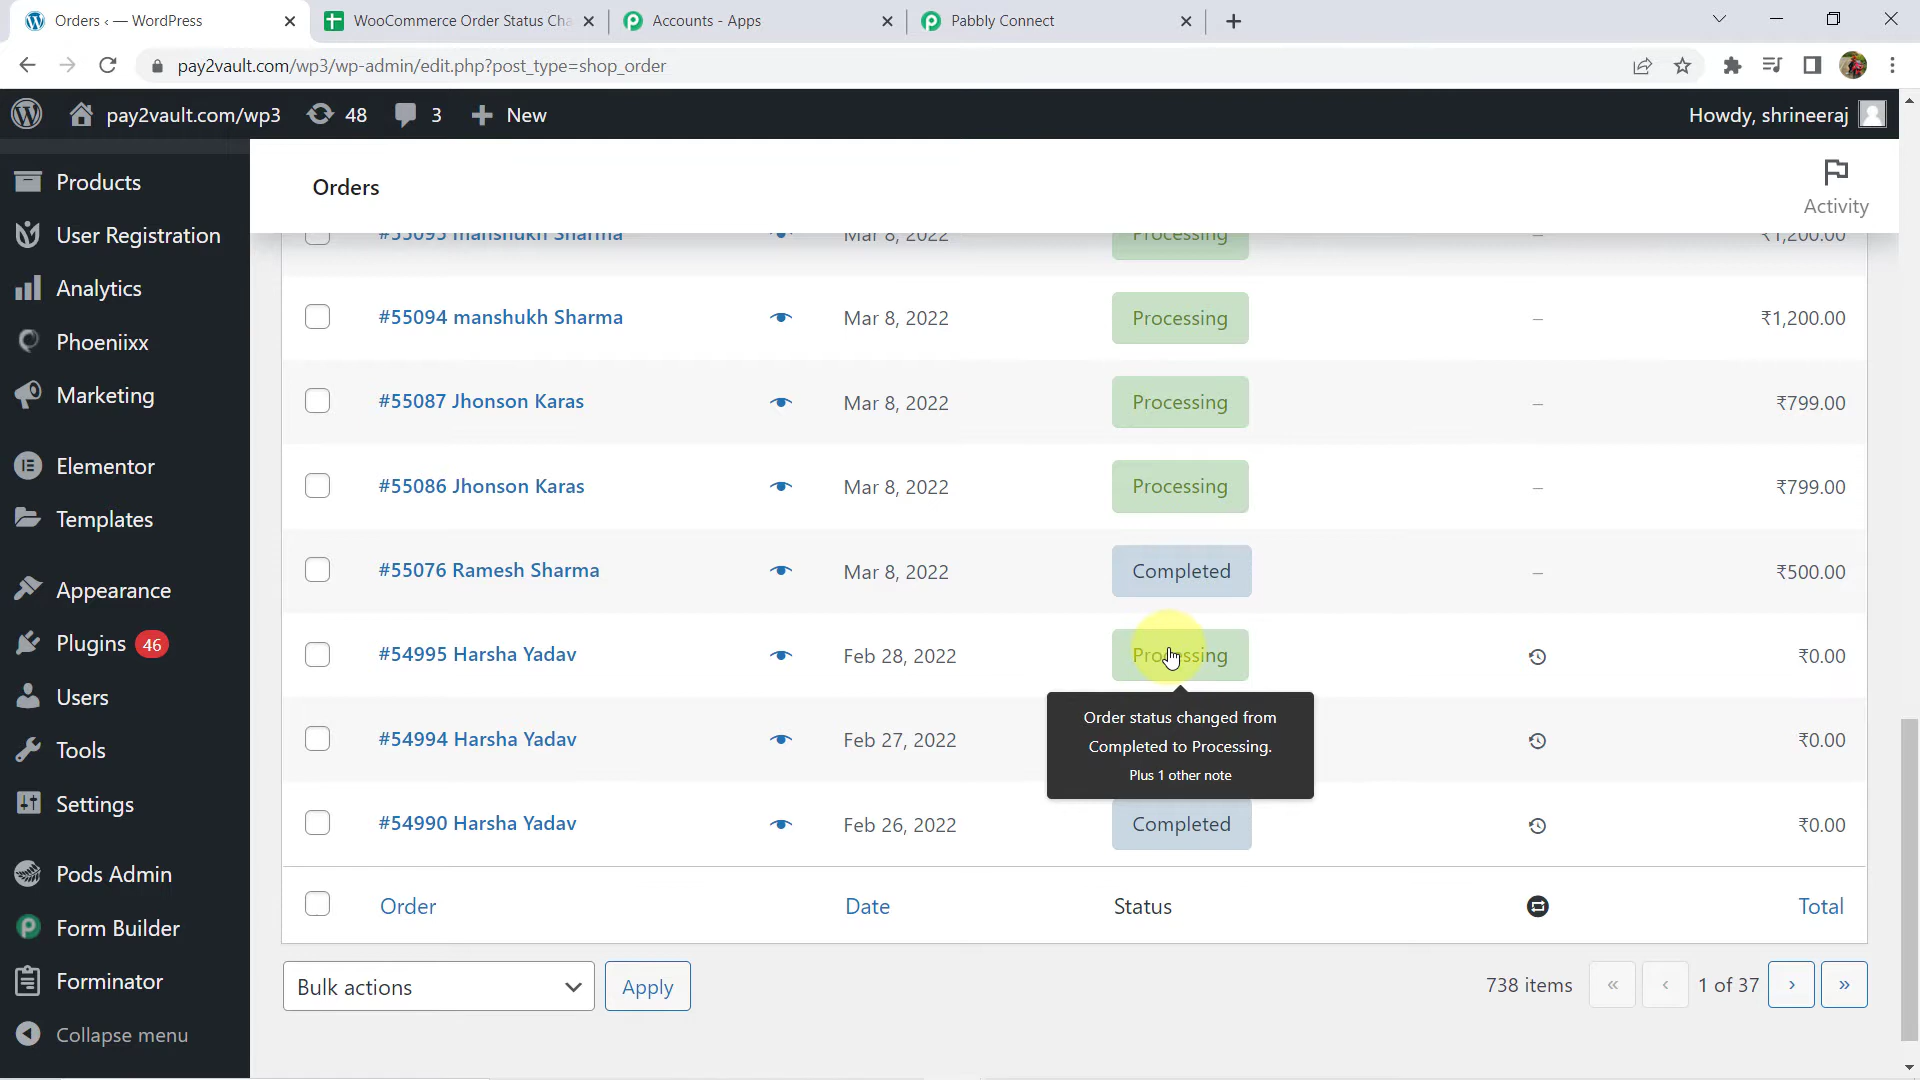 Orders ‹ — WordPress
WooCommerce Order Status Cha
Accounts - Apps
Pabbly Connect
pay2vault.com/wp3/wp-admin/edit.php?post_type=shop_order
pay2vault.com/wp3
48
3
New
Howdy, shrineeraj
Products
User Registration
Analytics
Phoeniixx
Marketing
Elementor
Templates
Appearance
Plugins 46
Users
Tools
Settings
Pods Admin
Form Builder
Forminator
Collapse menu
Orders
Activity
#55095 manshukh Sharma Mar 8, 2022 Processing – ₹1,200.00
#55094 manshukh Sharma Mar 8, 2022 Processing – ₹1,200.00
#55087 Jhonson Karas Mar 8, 2022 Processing – ₹799.00
#55086 Jhonson Karas Mar 8, 2022 Processing – ₹799.00
#55076 Ramesh Sharma Mar 8, 2022 Completed – ₹500.00
#54995 Harsha Yadav Feb 28, 2022 Processing ₹0.00
Order status changed from
Completed to Processing.
Plus 1 other note
#54994 Harsha Yadav Feb 27, 2022 ₹0.00
#54990 Harsha Yadav Feb 26, 2022 Completed ₹0.00
Order Date Status Total
Bulk actions Apply 738 items « ‹ 1 of 37 › »